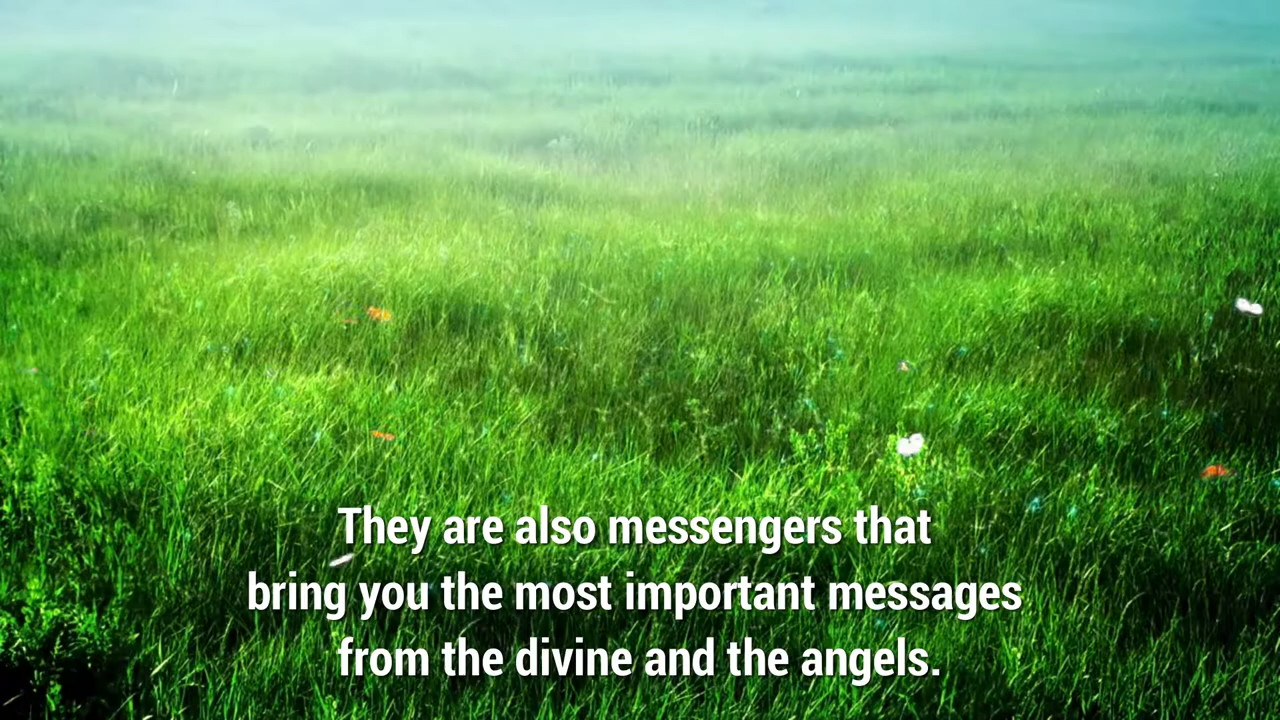 They are also messengers that
bring you the most important messages
from the divine and the angels.